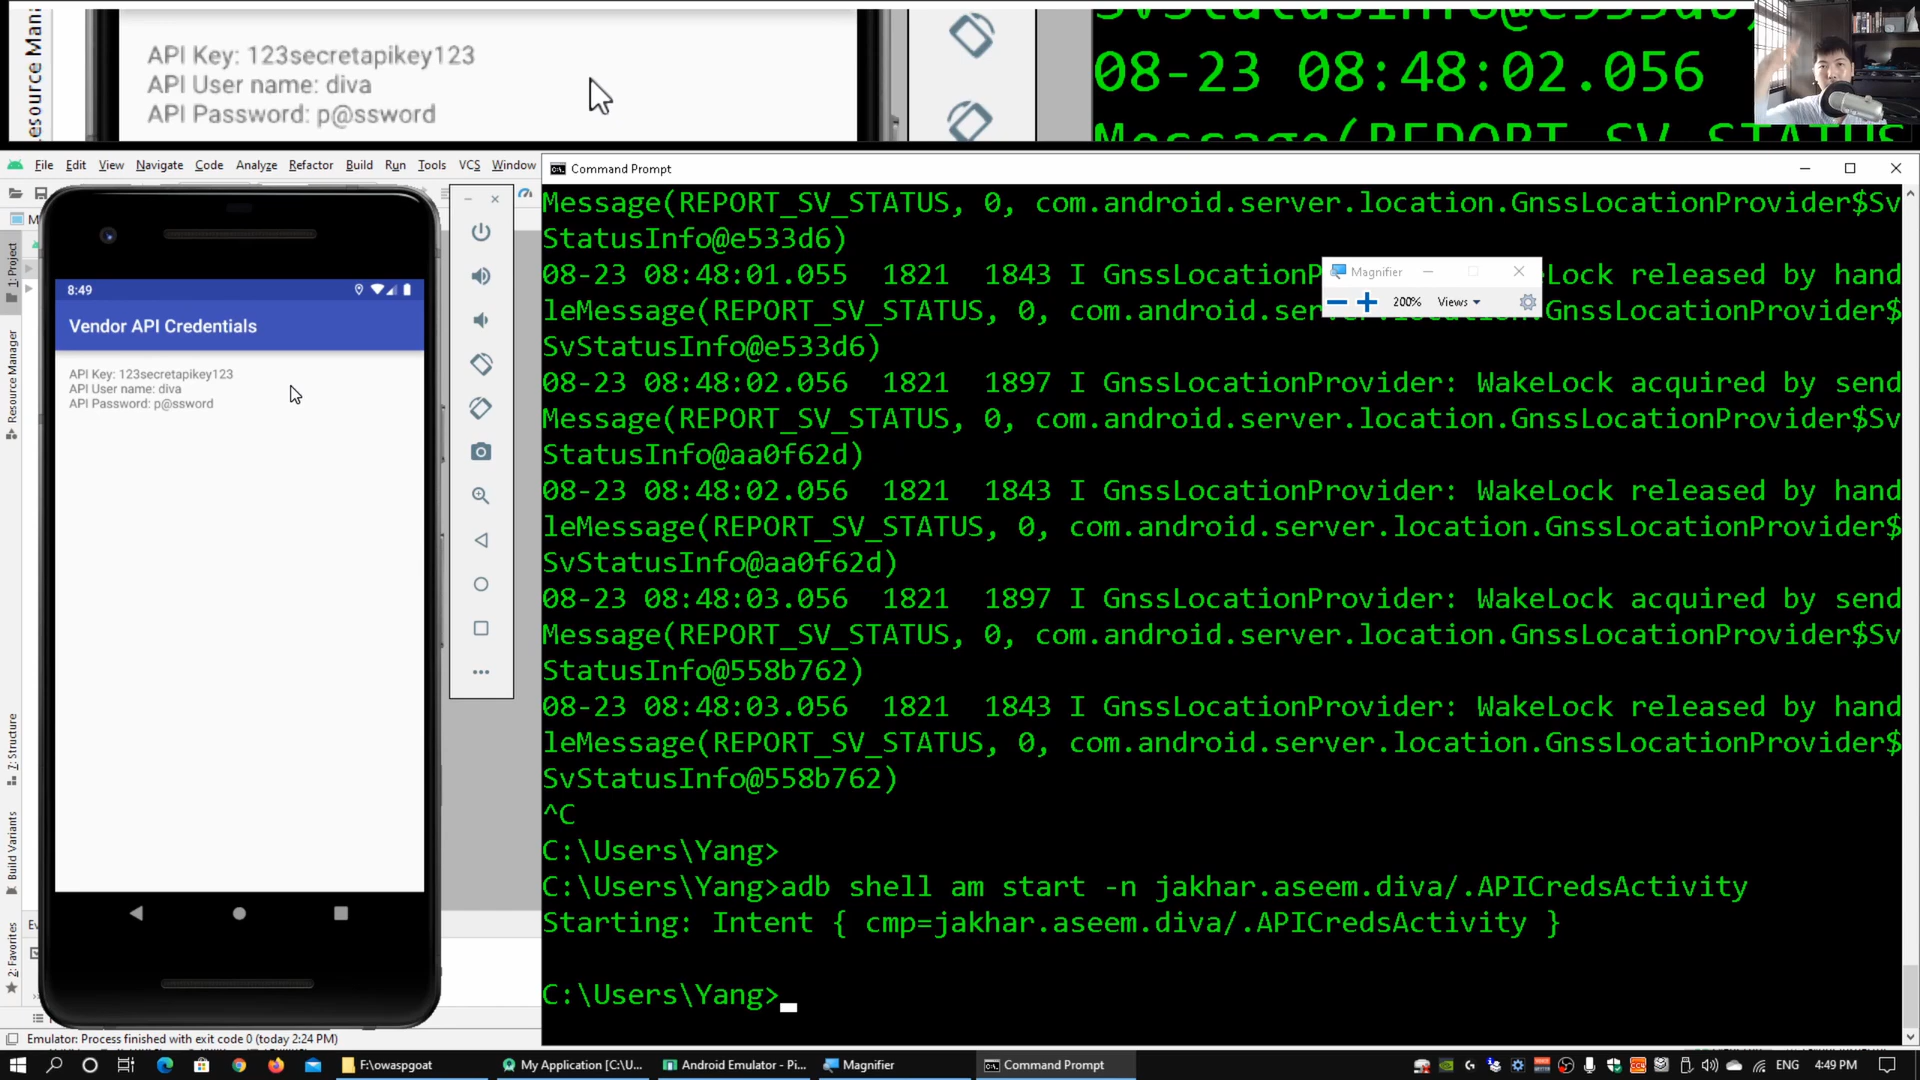 esource Man
API Key: 123secretapikey123
API User name: diva
API Password: p@ssword
SvStatusInfo@e533d6)
08-23 08:48:02.056
Message(REPORT_SV_STATUS
File Edit View Navigate Code Analyze Refactor Build Run Tools VCS Window
Command Prompt
Message(REPORT_SV_STATUS, 0, com.android.server.location.GnssLocationProvider$Sv
StatusInfo@e533d6)
08-23 08:48:01.055 1821 1843 I GnssLocationP
eLock released by hand
leMessage(REPORT_SV_STATUS, 0, com.android.ser
.location.GnssLocationProvider$
SvStatusInfo@e533d6)
Magnifier
200% Views
08-23 08:48:02.056 1821 1897 I GnssLocationProvider: WakeLock acquired by send
Message(REPORT_SV_STATUS, 0, com.android.server.location.GnssLocationProvider$Sv
StatusInfo@aa0f62d)
08-23 08:48:02.056 1821 1843 I GnssLocationProvider: WakeLock released by hand
leMessage(REPORT_SV_STATUS, 0, com.android.server.location.GnssLocationProvider$
SvStatusInfo@aa0f62d)
08-23 08:48:03.056 1821 1897 I GnssLocationProvider: WakeLock acquired by send
Message(REPORT_SV_STATUS, 0, com.android.server.location.GnssLocationProvider$Sv
StatusInfo@558b762)
08-23 08:48:03.056 1821 1843 I GnssLocationProvider: WakeLock released by hand
leMessage(REPORT_SV_STATUS, 0, com.android.server.location.GnssLocationProvider$
SvStatusInfo@558b762)
^C
C:\Users\Yang>
C:\Users\Yang>adb shell am start -n jakhar.aseem.diva/.APICredsActivity
Starting: Intent { cmp=jakhar.aseem.diva/.APICredsActivity }
C:\Users\Yang>
8:49
Vendor API Credentials
API Key: 123secretapikey123
API User name: diva
API Password: p@ssword
M
1: Project
Resource Manager
Z: Structure
Build Variants
2: Favorites
Ev
Emulator: Process finished with exit code 0 (today 2:24 PM)
F:\owaspgoat
My Application [C:\U...
Android Emulator - Pi...
Magnifier
Command Prompt
ENG
4:49 PM